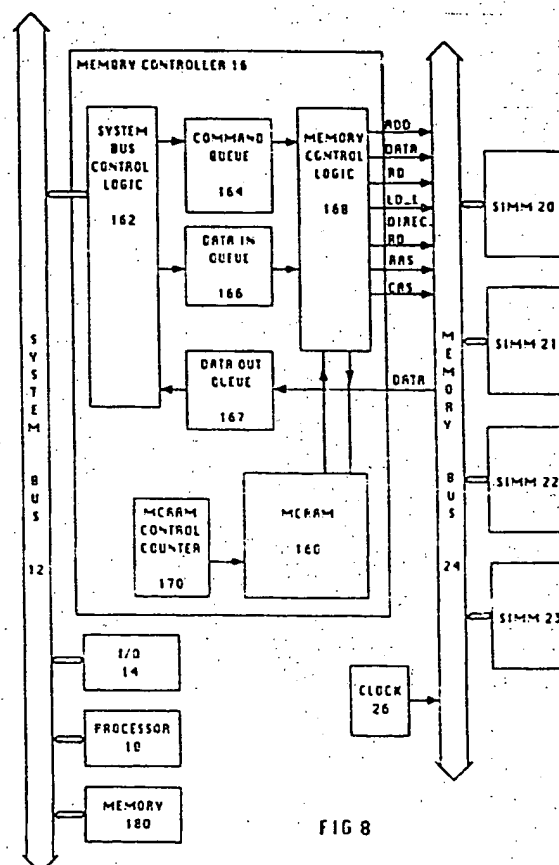 MEMORY CONTROLLER 16
SYSTEM
BUS
CONTROL
LOGIC
162
COMMAND
QUEUE
164
MEMORY
CONTROL
LOGIC
168
DATA IN
QUEUE
166
DATA OUT
QUEUE
167
MCRAM
CONTROL
COUNTER
170
MCRAM
160
ADD
DATA
RD
LD_L
DIREC.
RD
RAS
CAS
DATA
SYSTEM
BUS
12
MEMORY
BUS
24
SIMM 20
SIMM 21
SIMM 22
SIMM 23
I/O
14
PROCESSOR
10
MEMORY
180
CLOCK
26
FIG 8